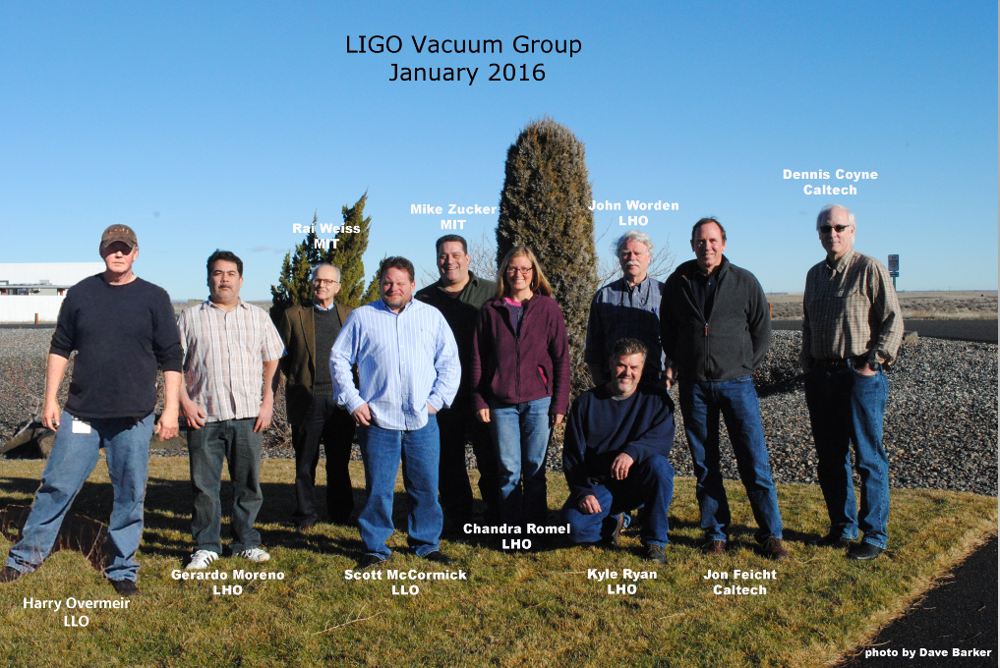 LIGO Vacuum Group
January 2016
Dennis Coyne
Caltech
Mike Zucker
MIT
John Worden
LHO
Rai Weiss
MIT
Chandra Romel
LHO
Gerardo Moreno
LHO
Scott McCormick
LLO
Kyle Ryan
LHO
Jon Feicht
Caltech
Harry Overmeir
LLO
photo by Dave Barker